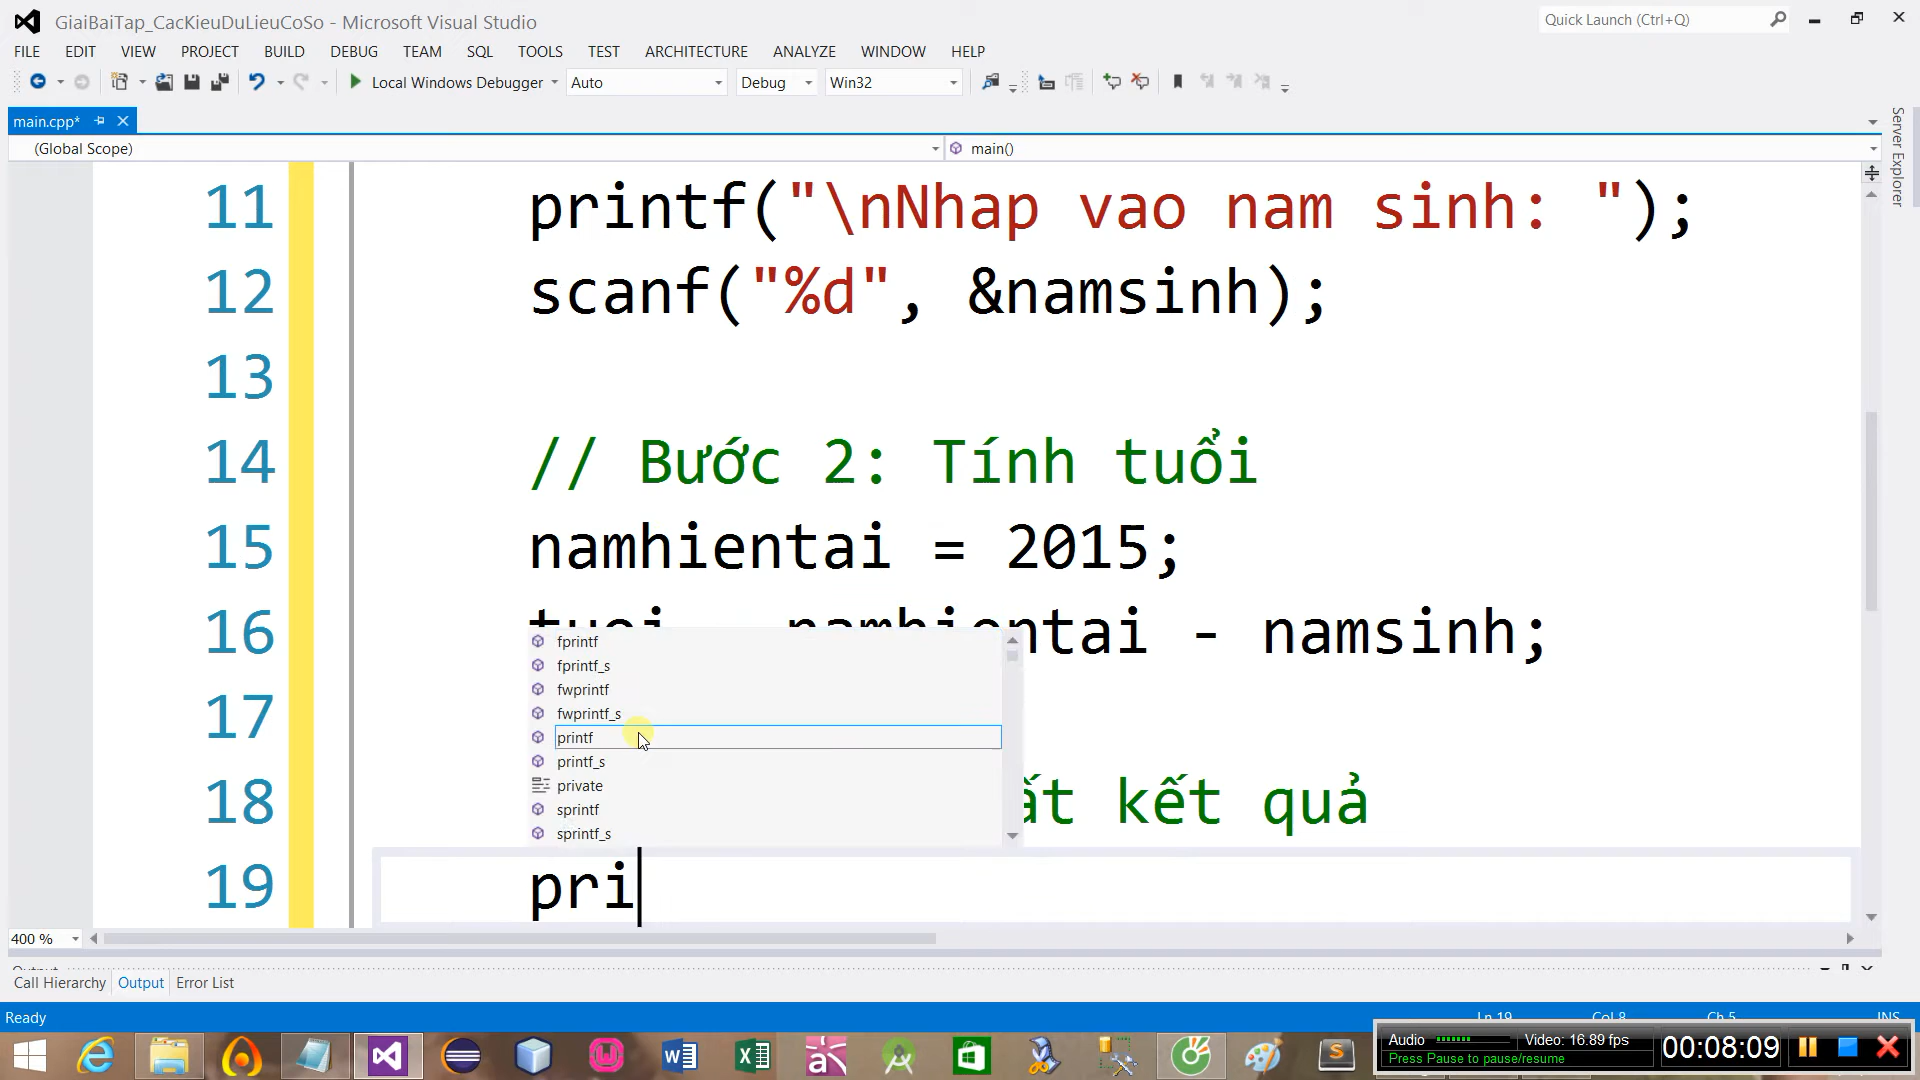 GiaiBaiTap_CacKieuDuLieuCoSo - Microsoft Visual Studio
Quick Launch (Ctrl+Q)
FILE EDIT VIEW PROJECT BUILD DEBUG TEAM SQL TOOLS TEST ARCHITECTURE ANALYZE WINDOW HELP
Local Windows Debugger Auto Debug Win32
main.cpp*
(Global Scope) main()
Server Explorer
11 printf("\nNhap vao nam sinh: ");
12 scanf("%d", &namsinh);
13
14 // Bước 2: Tính tuổi
15 namhientai = 2015;
16 tuoi namhientai - namsinh;
17
18 kết quả
19 pri
fprintf
fprintf_s
fwprintf
fwprintf_s
printf
printf_s
private
sprintf
sprintf_s
400 %
Output
Call Hierarchy Output Error List
Ready Ln 19 Col 8 Ch 5 INS
Audio Video: 16.89 fps
Press Pause to pause/resume
00:08:09